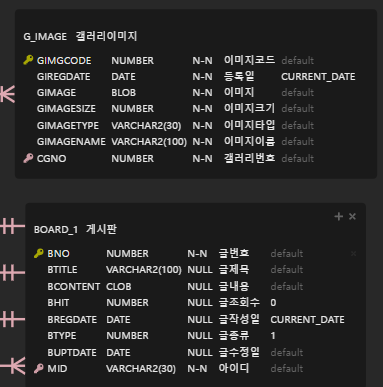 G_IMAGE 갤러리이미지
GIMGCODE NUMBER N-N 이미지코드 default
GIREGDATE DATE N-N 등록일 CURRENT_DATE
GIMAGE BLOB N-N 이미지 default
GIMAGESIZE NUMBER N-N 이미지크기 default
GIMAGETYPE VARCHAR2(30) N-N 이미지타입 default
GIMAGENAME VARCHAR2(100) N-N 이미지이름 default
CGNO NUMBER N-N 갤러리번호 default
BOARD_1 게시판
BNO NUMBER N-N 글번호 default
BTITLE VARCHAR2(100) NULL 글제목 default
BCONTENT CLOB NULL 글내용 default
BHIT NUMBER NULL 글조회수 0
BREGDATE DATE NULL 글작성일 CURRENT_DATE
BTYPE NUMBER NULL 글종류 1
BUPTDATE DATE NULL 글수정일 default
MID VARCHAR2(30) N-N 아이디 default